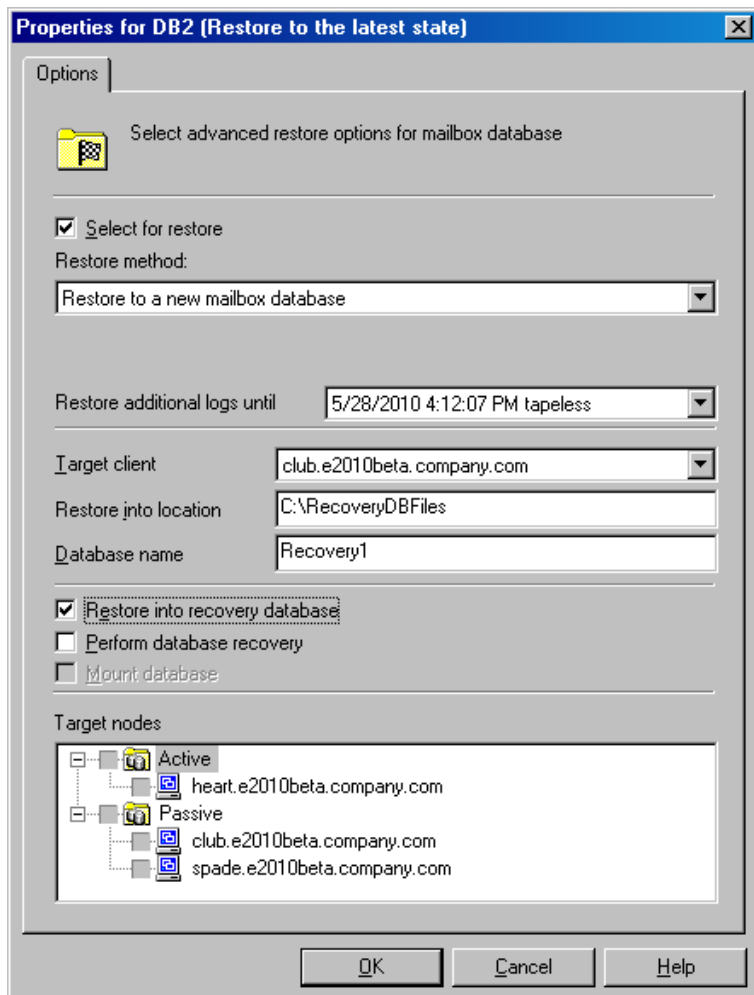 Properties for DB2 (Restore to the latest state)
Options
Select advanced restore options for mailbox database
Select for restore
Restore method:
Restore to a new mailbox database
Restore additional logs until 5/28/2010 4:12:07 PM tapeless
Target client club.e2010beta.company.com
Restore into location C:\RecoveryDBFiles
Database name Recovery1
Restore into recovery database
Perform database recovery
Mount database
Target nodes
Active
heart.e2010beta.company.com
Passive
club.e2010beta.company.com
spade.e2010beta.company.com
OK Cancel Help